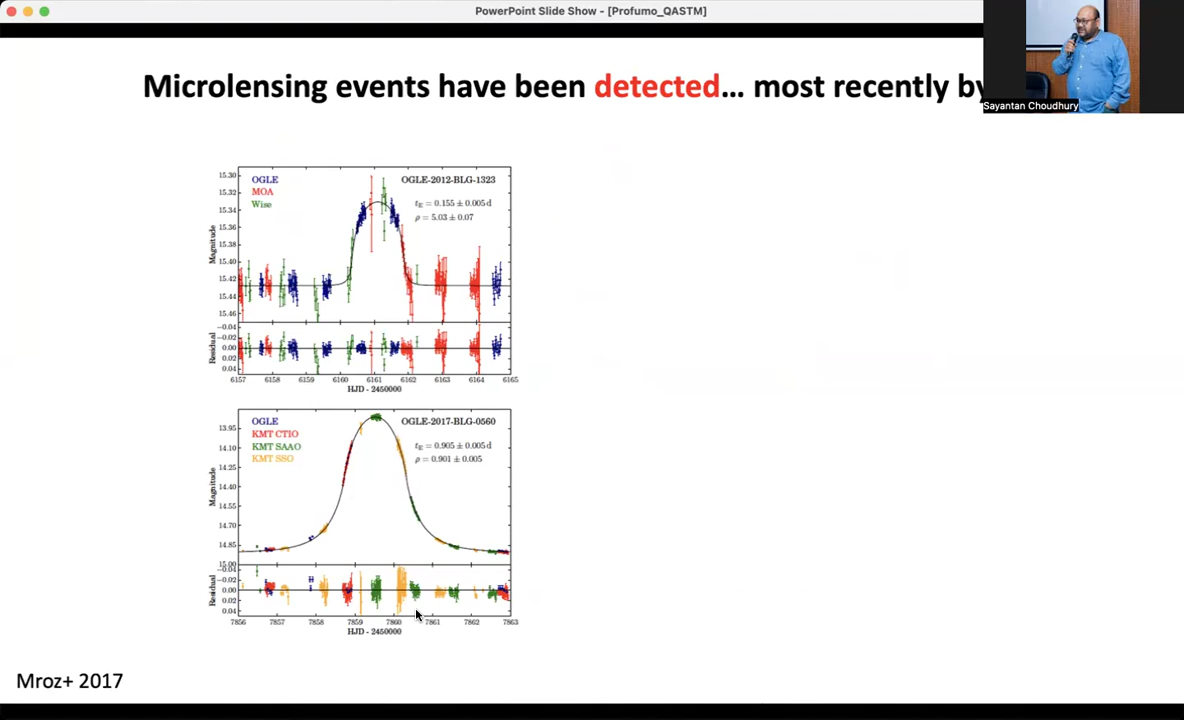 PowerPoint Slide Show - [Profumo_QASTM]
Sayantan Choudhury
Microlensing events have been detected... most recently by
OGLE
MOA
Wise
OGLE-2012-BLG-1323
tE = 0.155 ± 0.005 d
ρ = 5.03 ± 0.07
Magnitude
15.30
15.32
15.34
15.36
15.38
15.40
15.42
15.44
15.46
Residual
−0.04
−0.02
0.00
0.02
0.04
6157 6158 6159 6160 6161 6162 6163 6164 6165
HJD - 2450000
OGLE
KMT CTIO
KMT SAAO
KMT SSO
OGLE-2017-BLG-0560
tE = 0.905 ± 0.005 d
ρ = 0.901 ± 0.005
Magnitude
13.95
14.10
14.25
14.40
14.55
14.70
14.85
15.00
Residual
−0.04
−0.02
0.00
0.02
0.04
7856 7857 7858 7859 7860 7861 7862 7863
HJD - 2450000
Mroz+ 2017